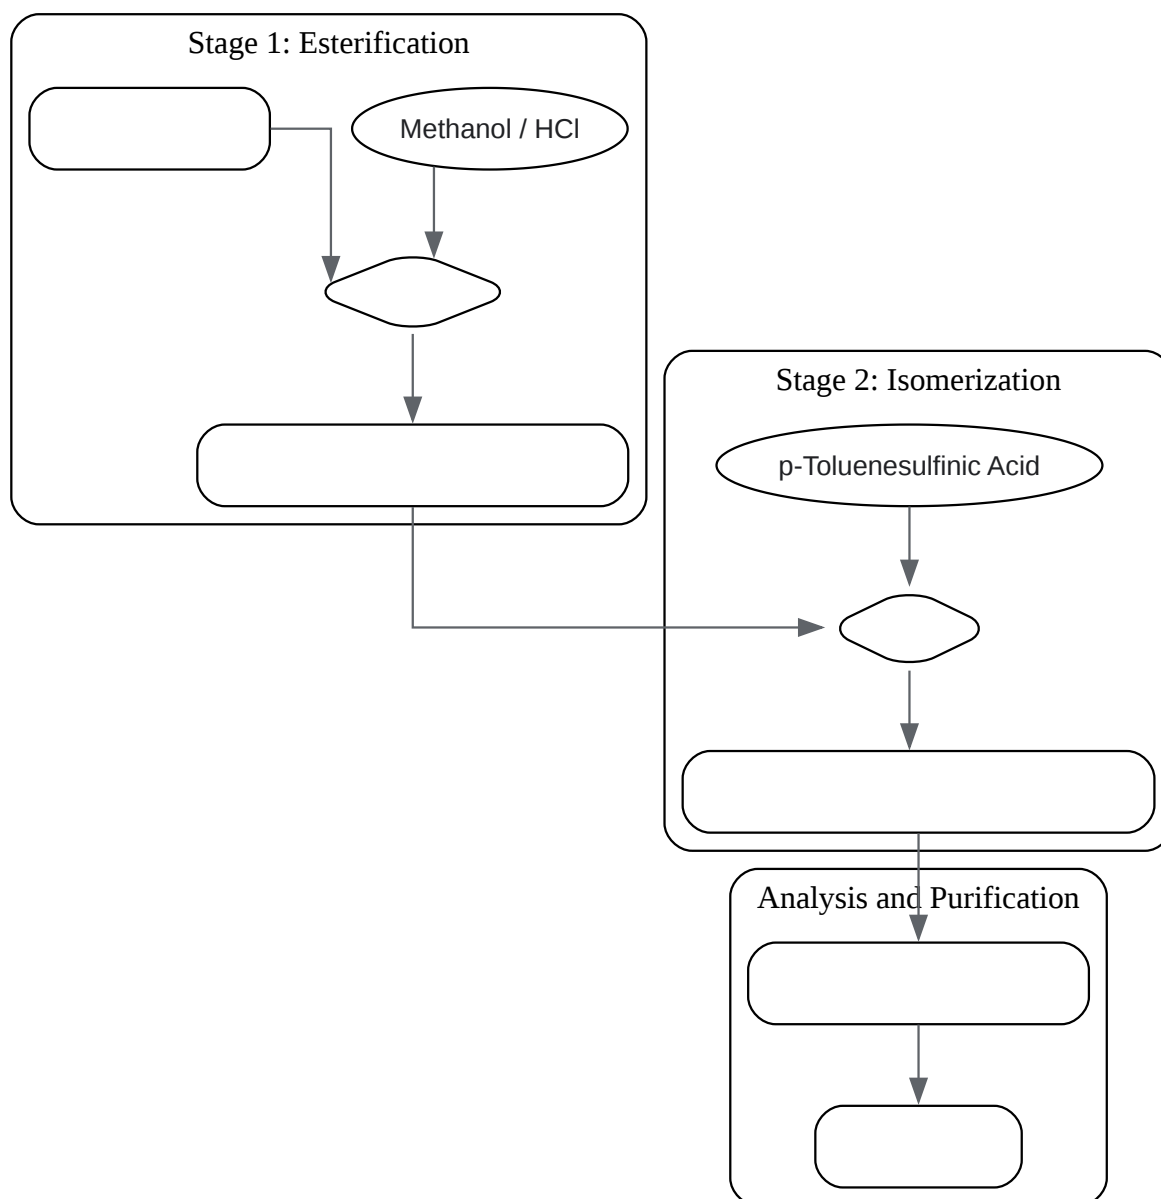 Stage 1: Esterification
Methanol / HCl
Stage 2: Isomerization
p-Toluenesulfinic Acid
Analysis and Purification